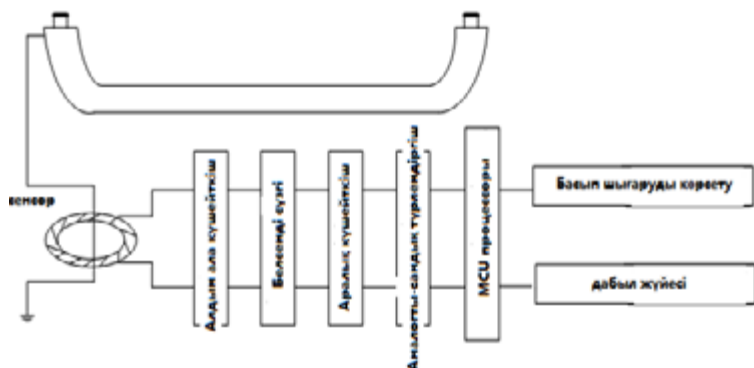 сенсор
Алдын ала күшейткіш
Белсенді сүзгі
Аралық күшейткіш
Аналогты-сандық түрлендіргіш
MCU процессоры
Басып шығаруды көрсету
дабыл жүйесі